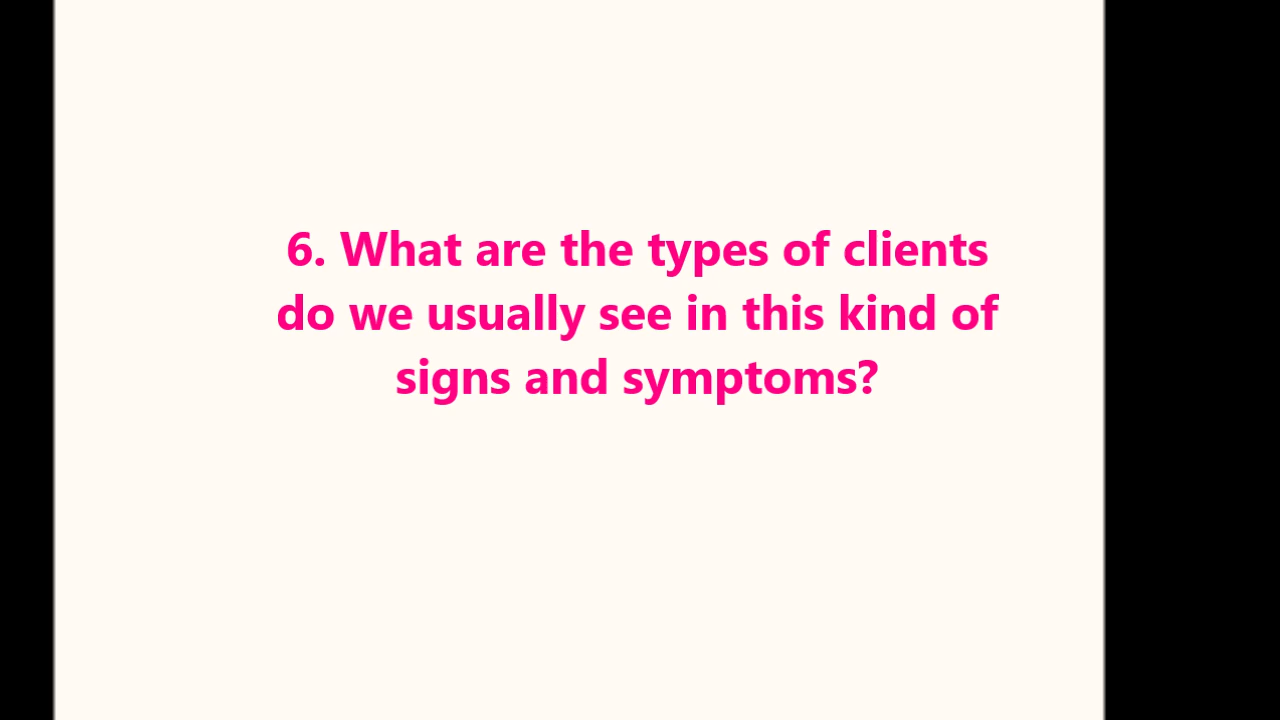 6. What are the types of clients
do we usually see in this kind of
signs and symptoms?